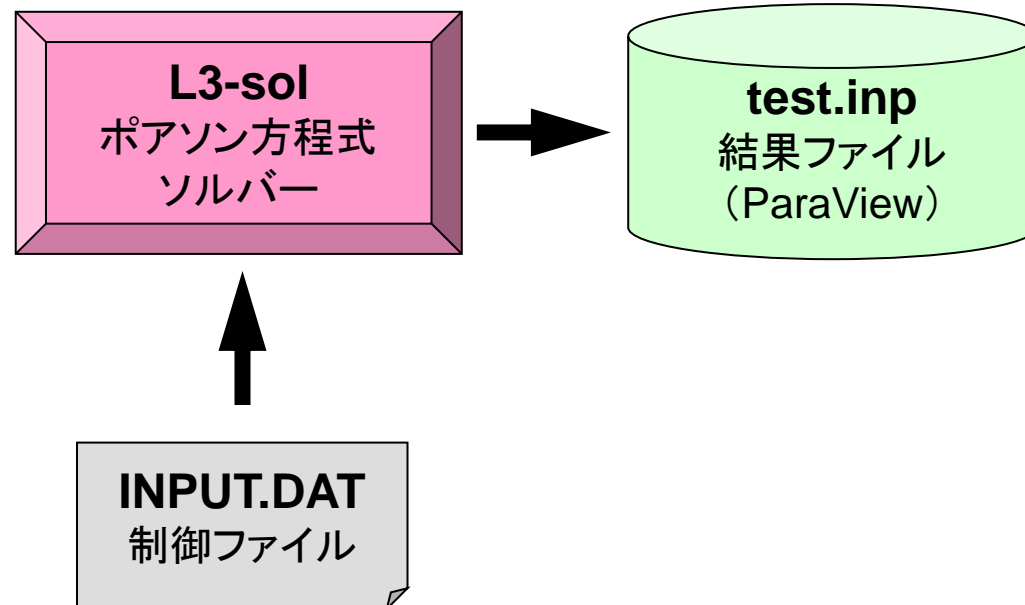 L3-sol
ポアソン方程式
ソルバー
test.inp
結果ファイル
（ParaView）
INPUT.DAT
制御ファイル